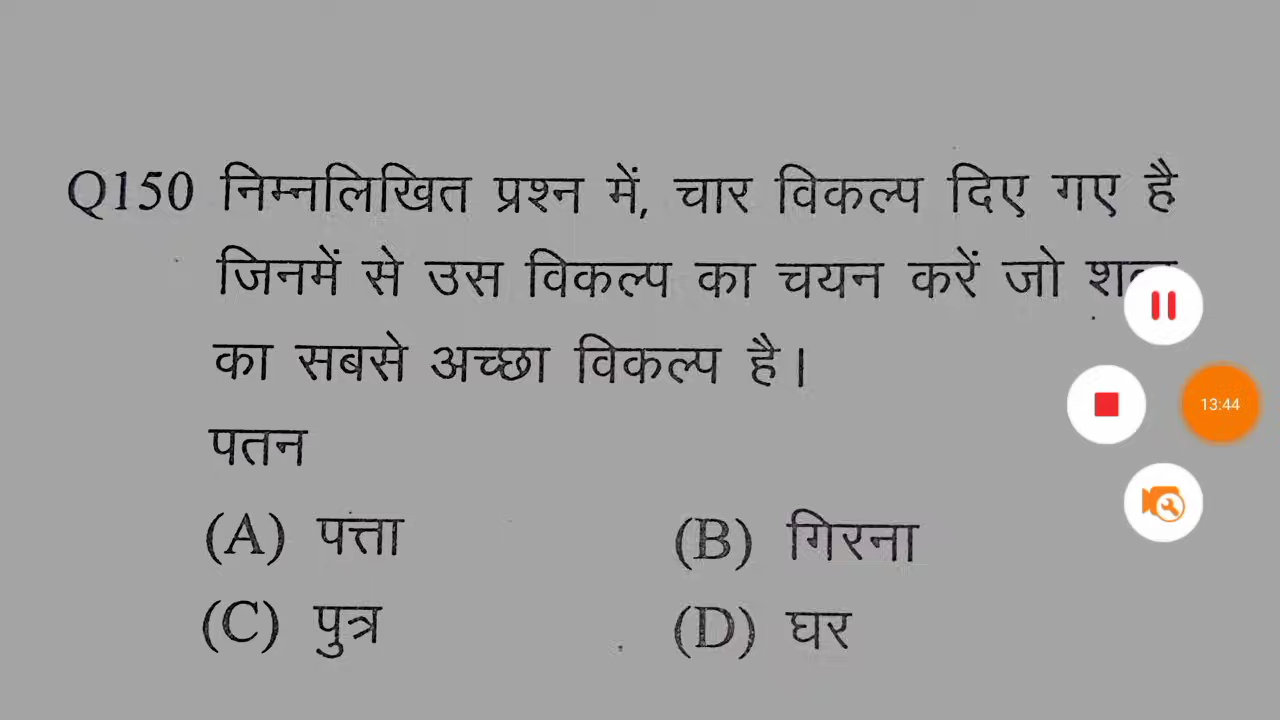 Q150 निम्नलिखित प्रश्न में, चार विकल्प दिए गए है
जिनमें से उस विकल्प का चयन करें जो
का सबसे अच्छा विकल्प है।
पतन
(A) पत्ता (B) गिरना
(C) पुत्र (D) घर
13:44